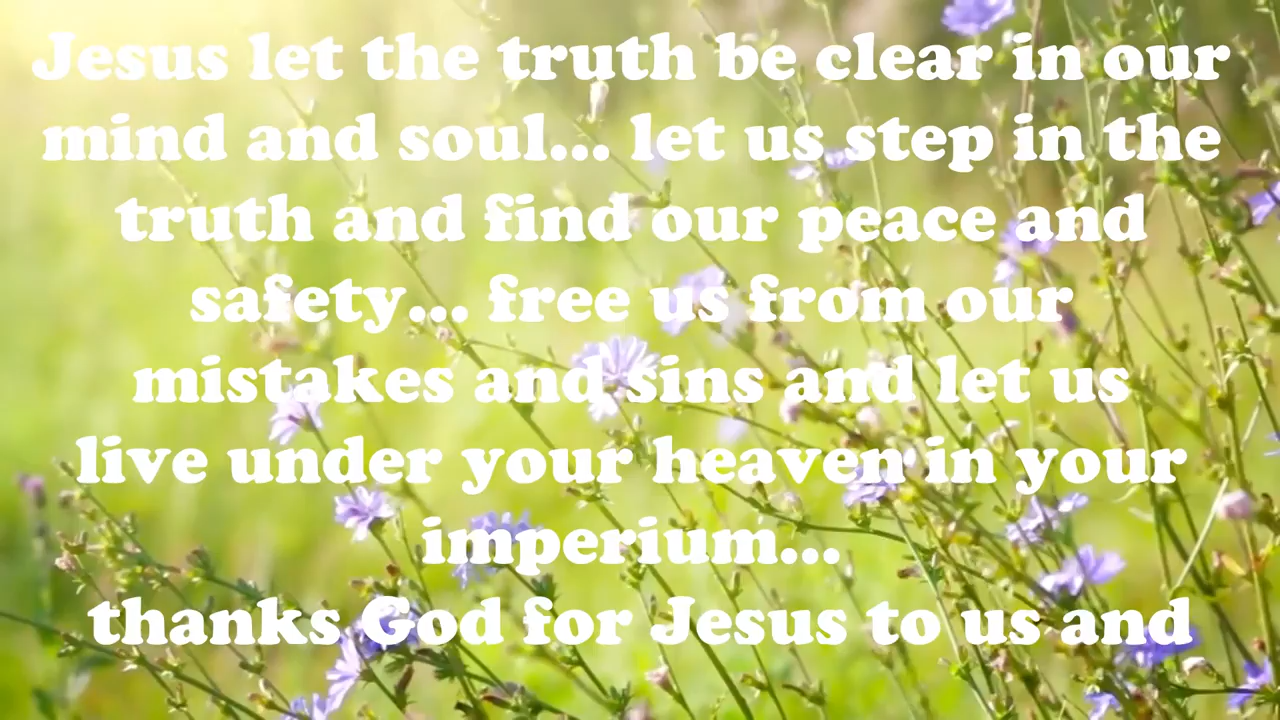 Jesus let the truth be clear in our
mind and soul... let us step in the
truth and find our peace and
safety... free us from our
mistakes and sins and let us
live under your heaven in your
imperium...
thanks God for Jesus to us and